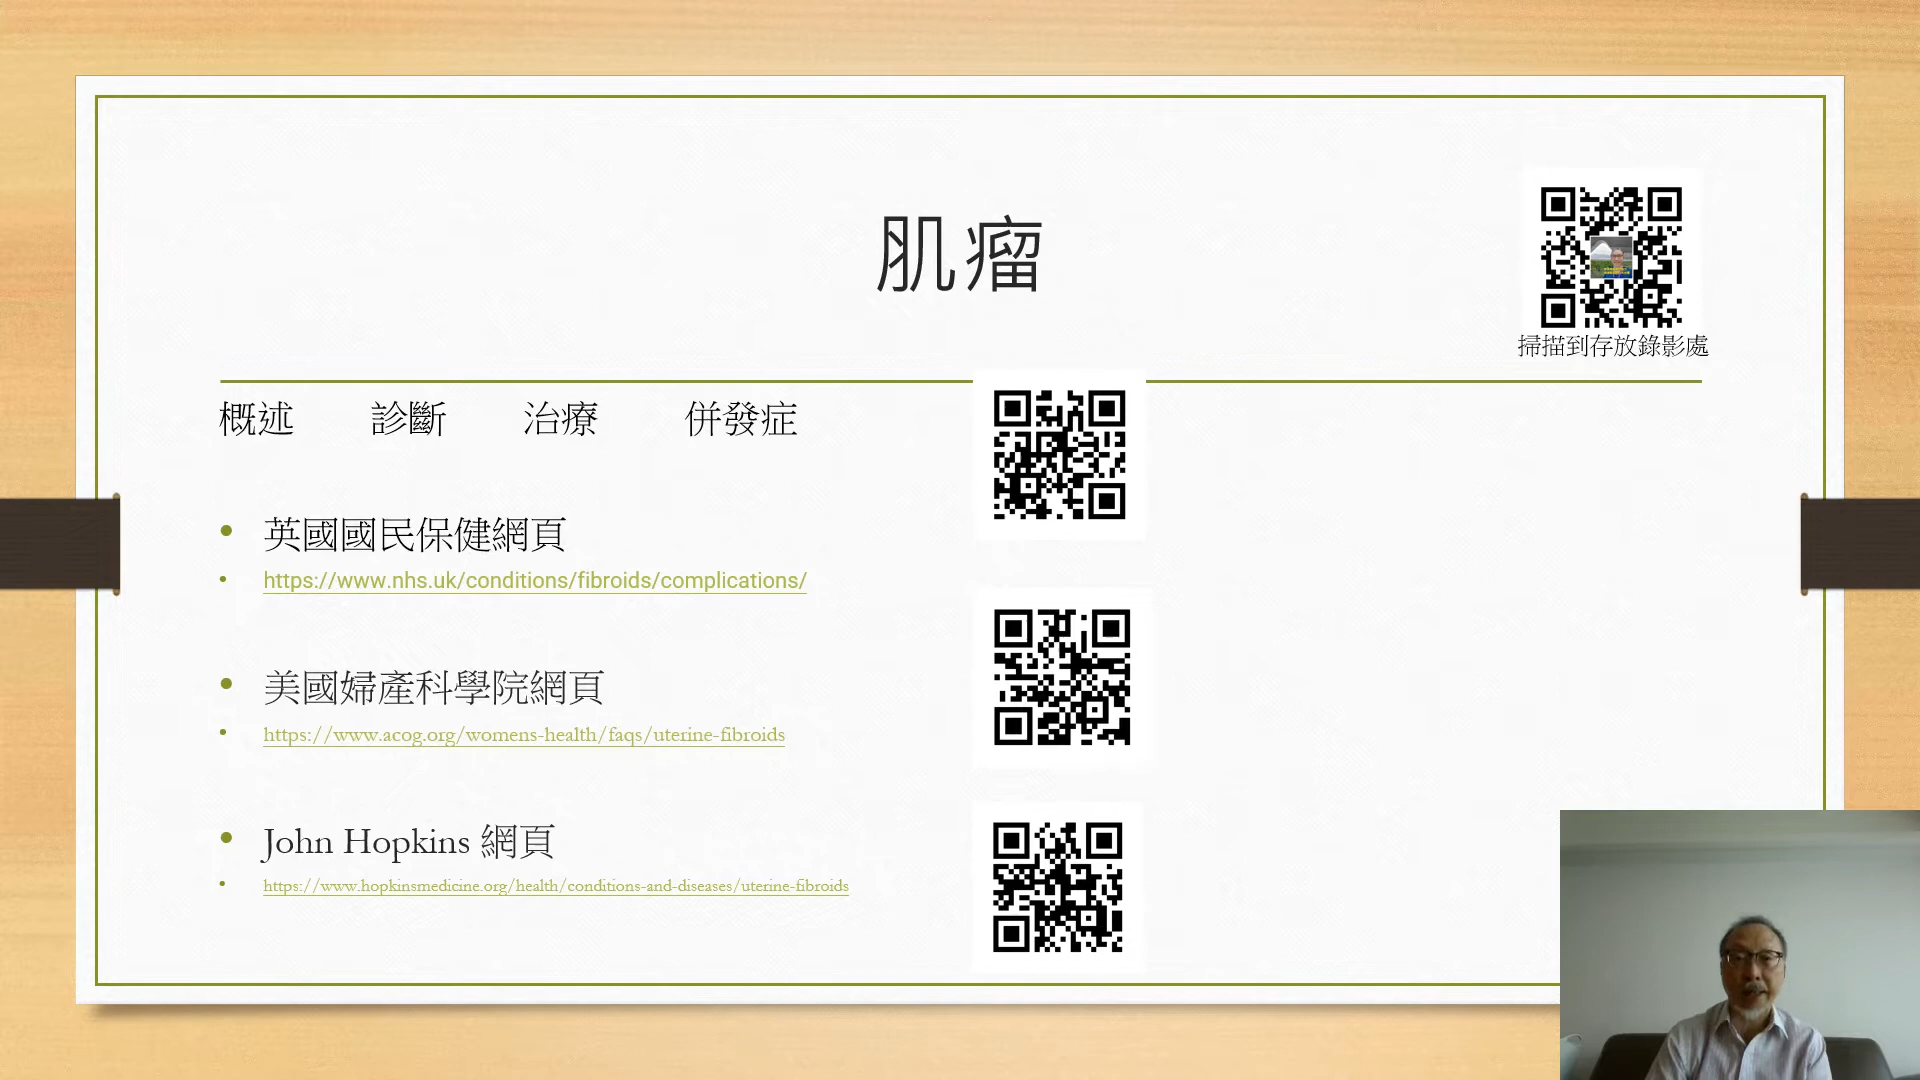 肌瘤
掃描到存放錄影處
概述 診斷 治療 併發症
英國國民保健網頁
https://www.nhs.uk/conditions/fibroids/complications/
美國婦產科學院網頁
https://www.acog.org/womens-health/faqs/uterine-fibroids
John Hopkins 網頁
https://www.hopkinsmedicine.org/health/conditions-and-diseases/uterine-fibroids